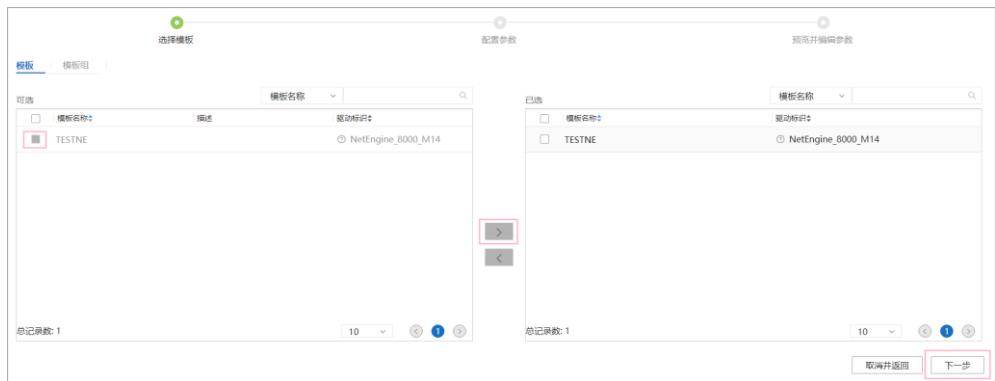 选择模板
配置参数
预览并编辑参数
模板 模板组
可选 模板名称
已选 模板名称
模板名称 描述 驱动标识
模板名称 驱动标识
TESTNE NetEngine_8000_M14
TESTNE NetEngine_8000_M14
>
<
总记录数: 1 10 < 1 >
总记录数: 1 10 < 1 >
取消并返回 下一步